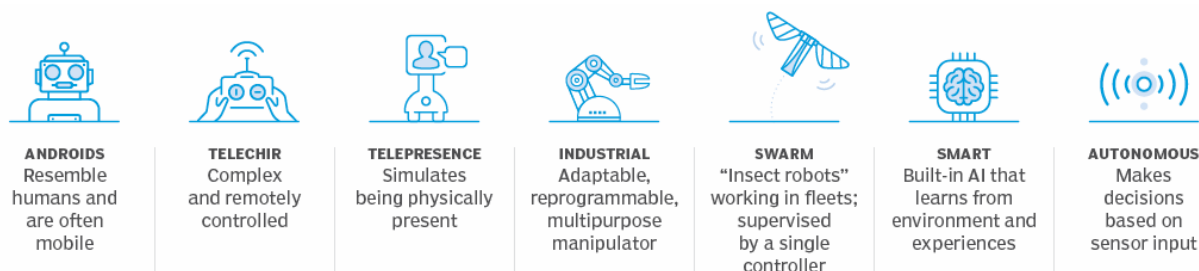 ANDROIDS
Resemble
humans and
are often
mobile
TELECHIR
Complex
and remotely
controlled
TELEPRESENCE
Simulates
being physically
present
INDUSTRIAL
Adaptable,
reprogrammable,
multipurpose
manipulator
SWARM
“Insect robots”
working in fleets;
supervised
by a single
controller
SMART
Built-in AI that
learns from
environment and
experiences
AUTONOMOUS
Makes
decisions
based on
sensor input